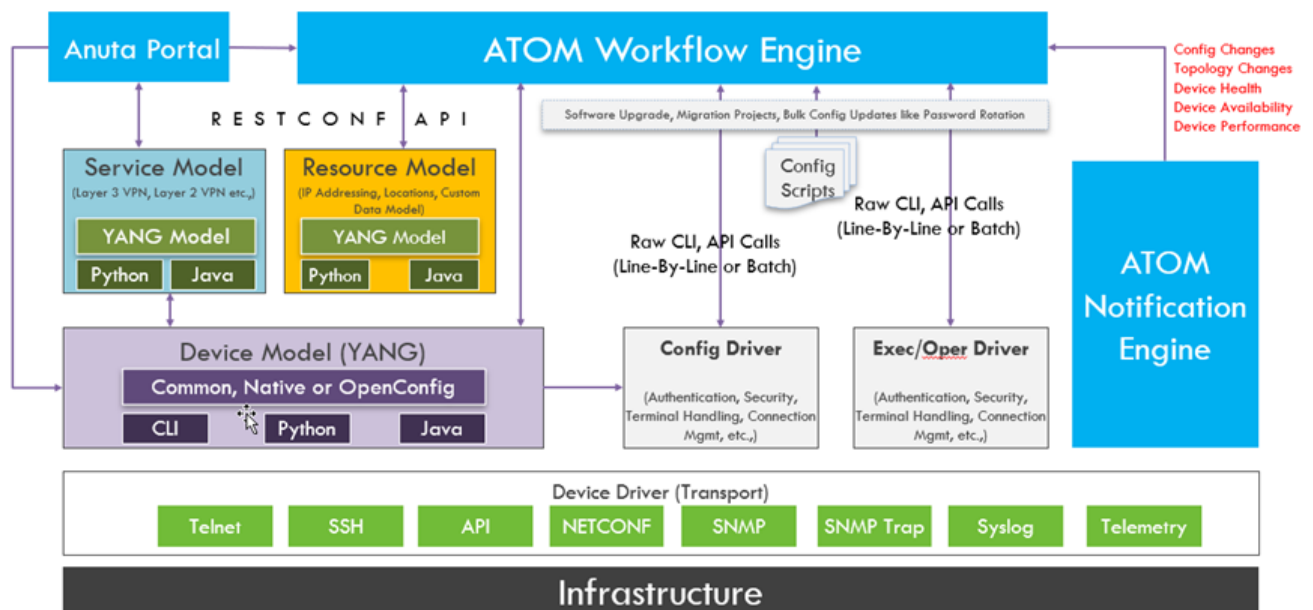 Anuta Portal
ATOM Workflow Engine
Config Changes
Topology Changes
Device Health
Device Availability
Device Performance
RESTCONF API
Software Upgrade, Migration Projects, Bulk Config Updates like Password Rotation
Service Model
(Layer 3 VPN, Layer 2 VPN etc.,)
YANG Model
Python
Java
Resource Model
(IP Addressing, Locations, Custom
Data Model)
YANG Model
Python
Java
Config
Scripts
Raw CLI, API Calls
(Line-By-Line or Batch)
Raw CLI, API Calls
(Line-By-Line or Batch)
ATOM
Notification
Engine
Device Model (YANG)
Common, Native or OpenConfig
CLI
Python
Java
Config Driver
(Authentication, Security,
Terminal Handling, Connection
Mgmt, etc.,)
Exec/Oper Driver
(Authentication, Security,
Terminal Handling, Connection
Mgmt, etc.,)
Device Driver (Transport)
Telnet
SSH
API
NETCONF
SNMP
SNMP Trap
Syslog
Telemetry
Infrastructure